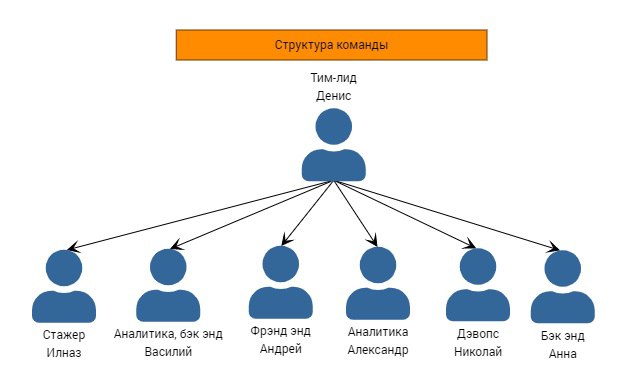 Структура команды
Тим-лид
Денис
Стажер
Илназ
Аналитика, бэк энд
Василий
Фрэнд энд
Андрей
Аналитика
Александр
Дэвопс
Николай
Бэк энд
Анна